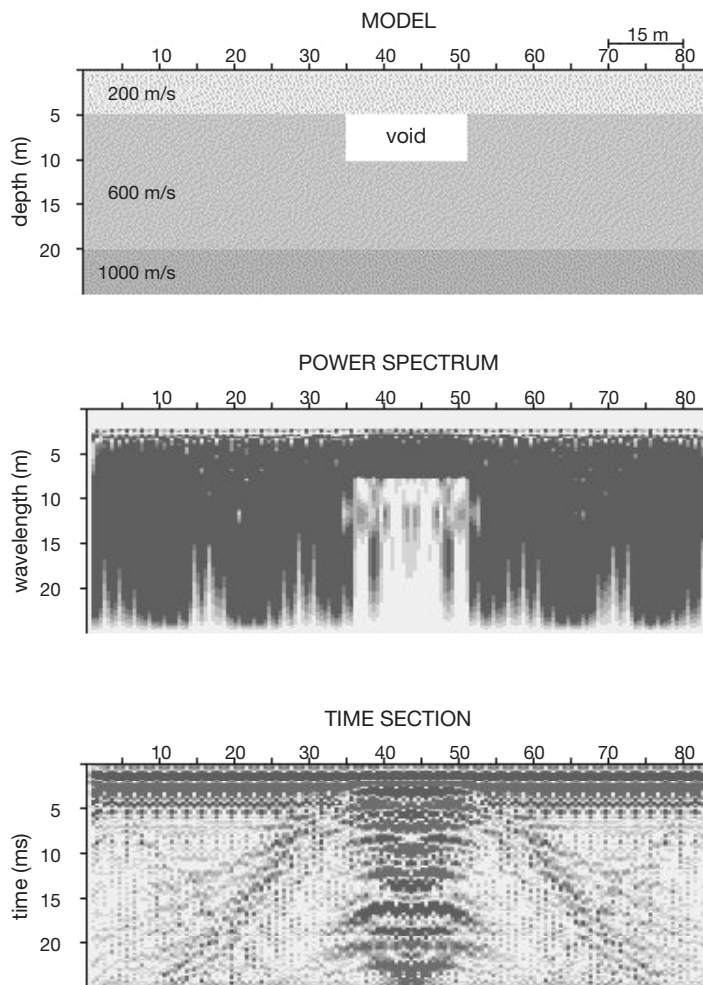 MODEL
15 m
10 20 30 40 50 60 70 80
200 m/s
5
void
10
depth (m)
15
600 m/s
20
1000 m/s
POWER SPECTRUM
10 20 30 40 50 60 70 80
5
10
wavelength (m)
15
20
TIME SECTION
10 20 30 40 50 60 70 80
5
10
time (ms)
15
20